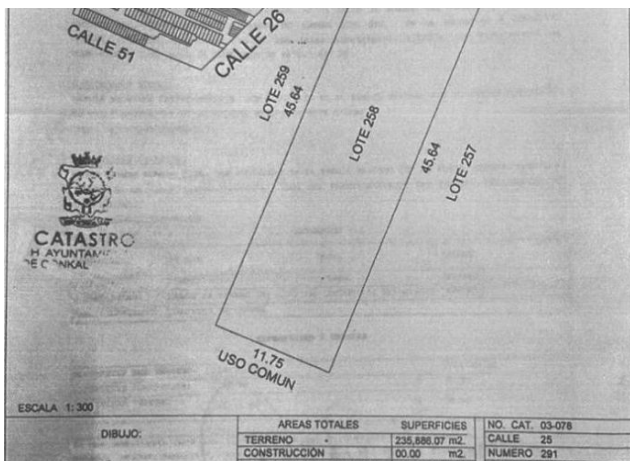 CALLE 51
CALLE 26
LOTE 259
45.64
LOTE 258
45.64
LOTE 257
CATASTRO
H AYUNTAM
DE
11.75
USO COMUN
ESCALA 1:300
DIBUJO:
AREAS TOTALES SUPERFICIES
TERRENO - 235,886.07 m2.
CONSTRUCCIÓN 00.00 m2.
NO. CAT. 03-078
CALLE 25
NUMERO 291